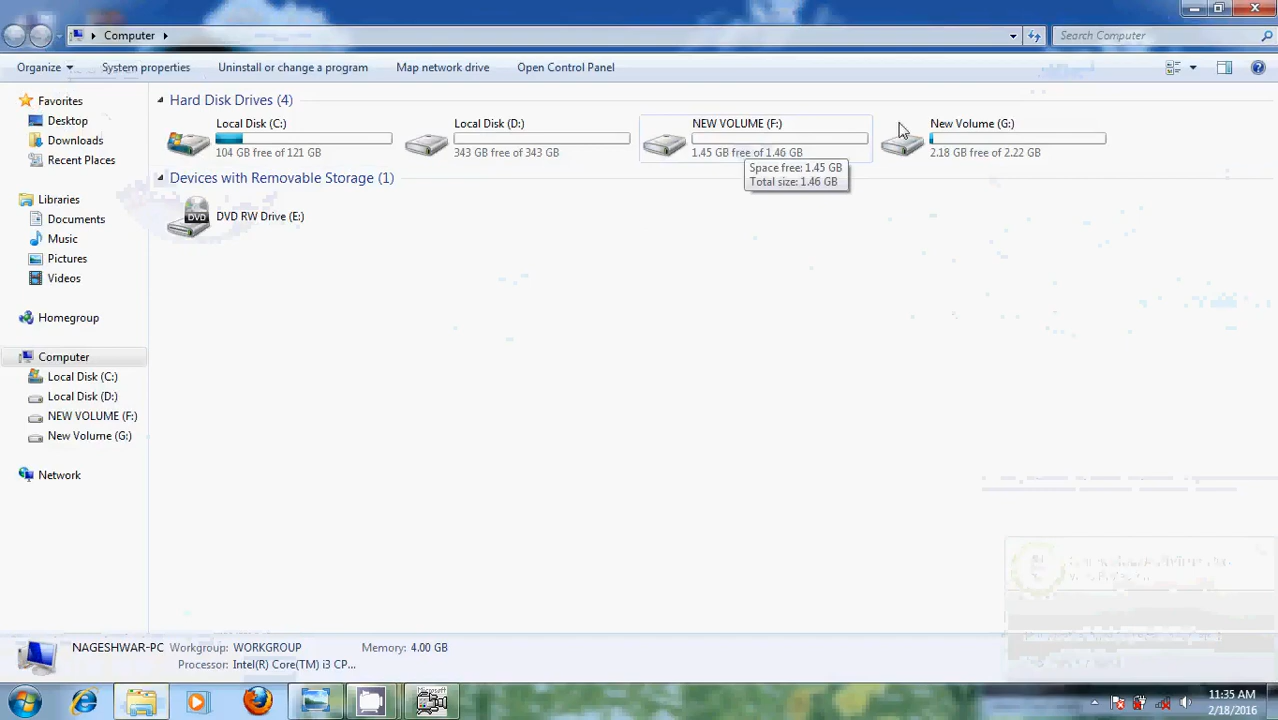 Computer
Search Computer
Organize
System properties
Uninstall or change a program
Map network drive
Open Control Panel
Favorites
Desktop
Downloads
Recent Places
Libraries
Documents
Music
Pictures
Videos
Homegroup
Computer
Local Disk (C:)
Local Disk (D:)
NEW VOLUME (F:)
New Volume (G:)
Network
Hard Disk Drives (4)
Local Disk (C:)
104 GB free of 121 GB
Local Disk (D:)
343 GB free of 343 GB
NEW VOLUME (F:)
1.45 GB free of 1.46 GB
New Volume (G:)
2.18 GB free of 2.22 GB
Space free: 1.45 GB
Total size: 1.46 GB
Devices with Removable Storage (1)
DVD
DVD RW Drive (E:)
NAGESHWAR-PC Workgroup: WORKGROUP Memory: 4.00 GB
Processor: Intel(R) Core(TM) i3 CP...
Microsoft
11:35 AM
2/18/2016